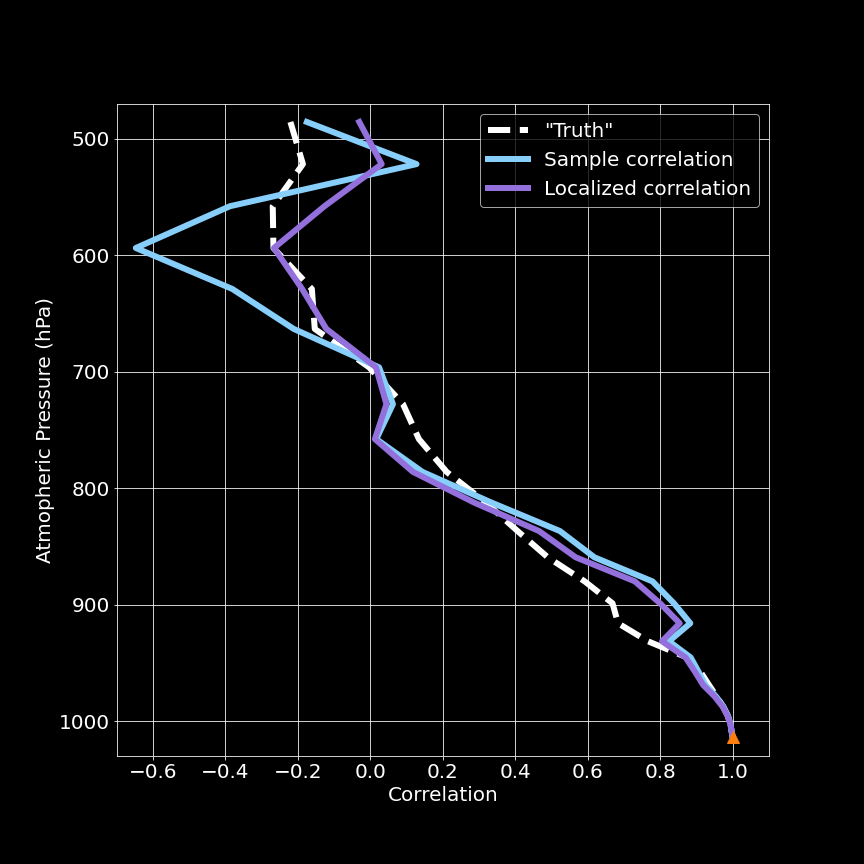 "Truth"
Sample correlation
Localized correlation
500
600
700
800
900
1000
Atmopheric Pressure (hPa)
−0.6 −0.4 −0.2 0.0 0.2 0.4 0.6 0.8 1.0
Correlation